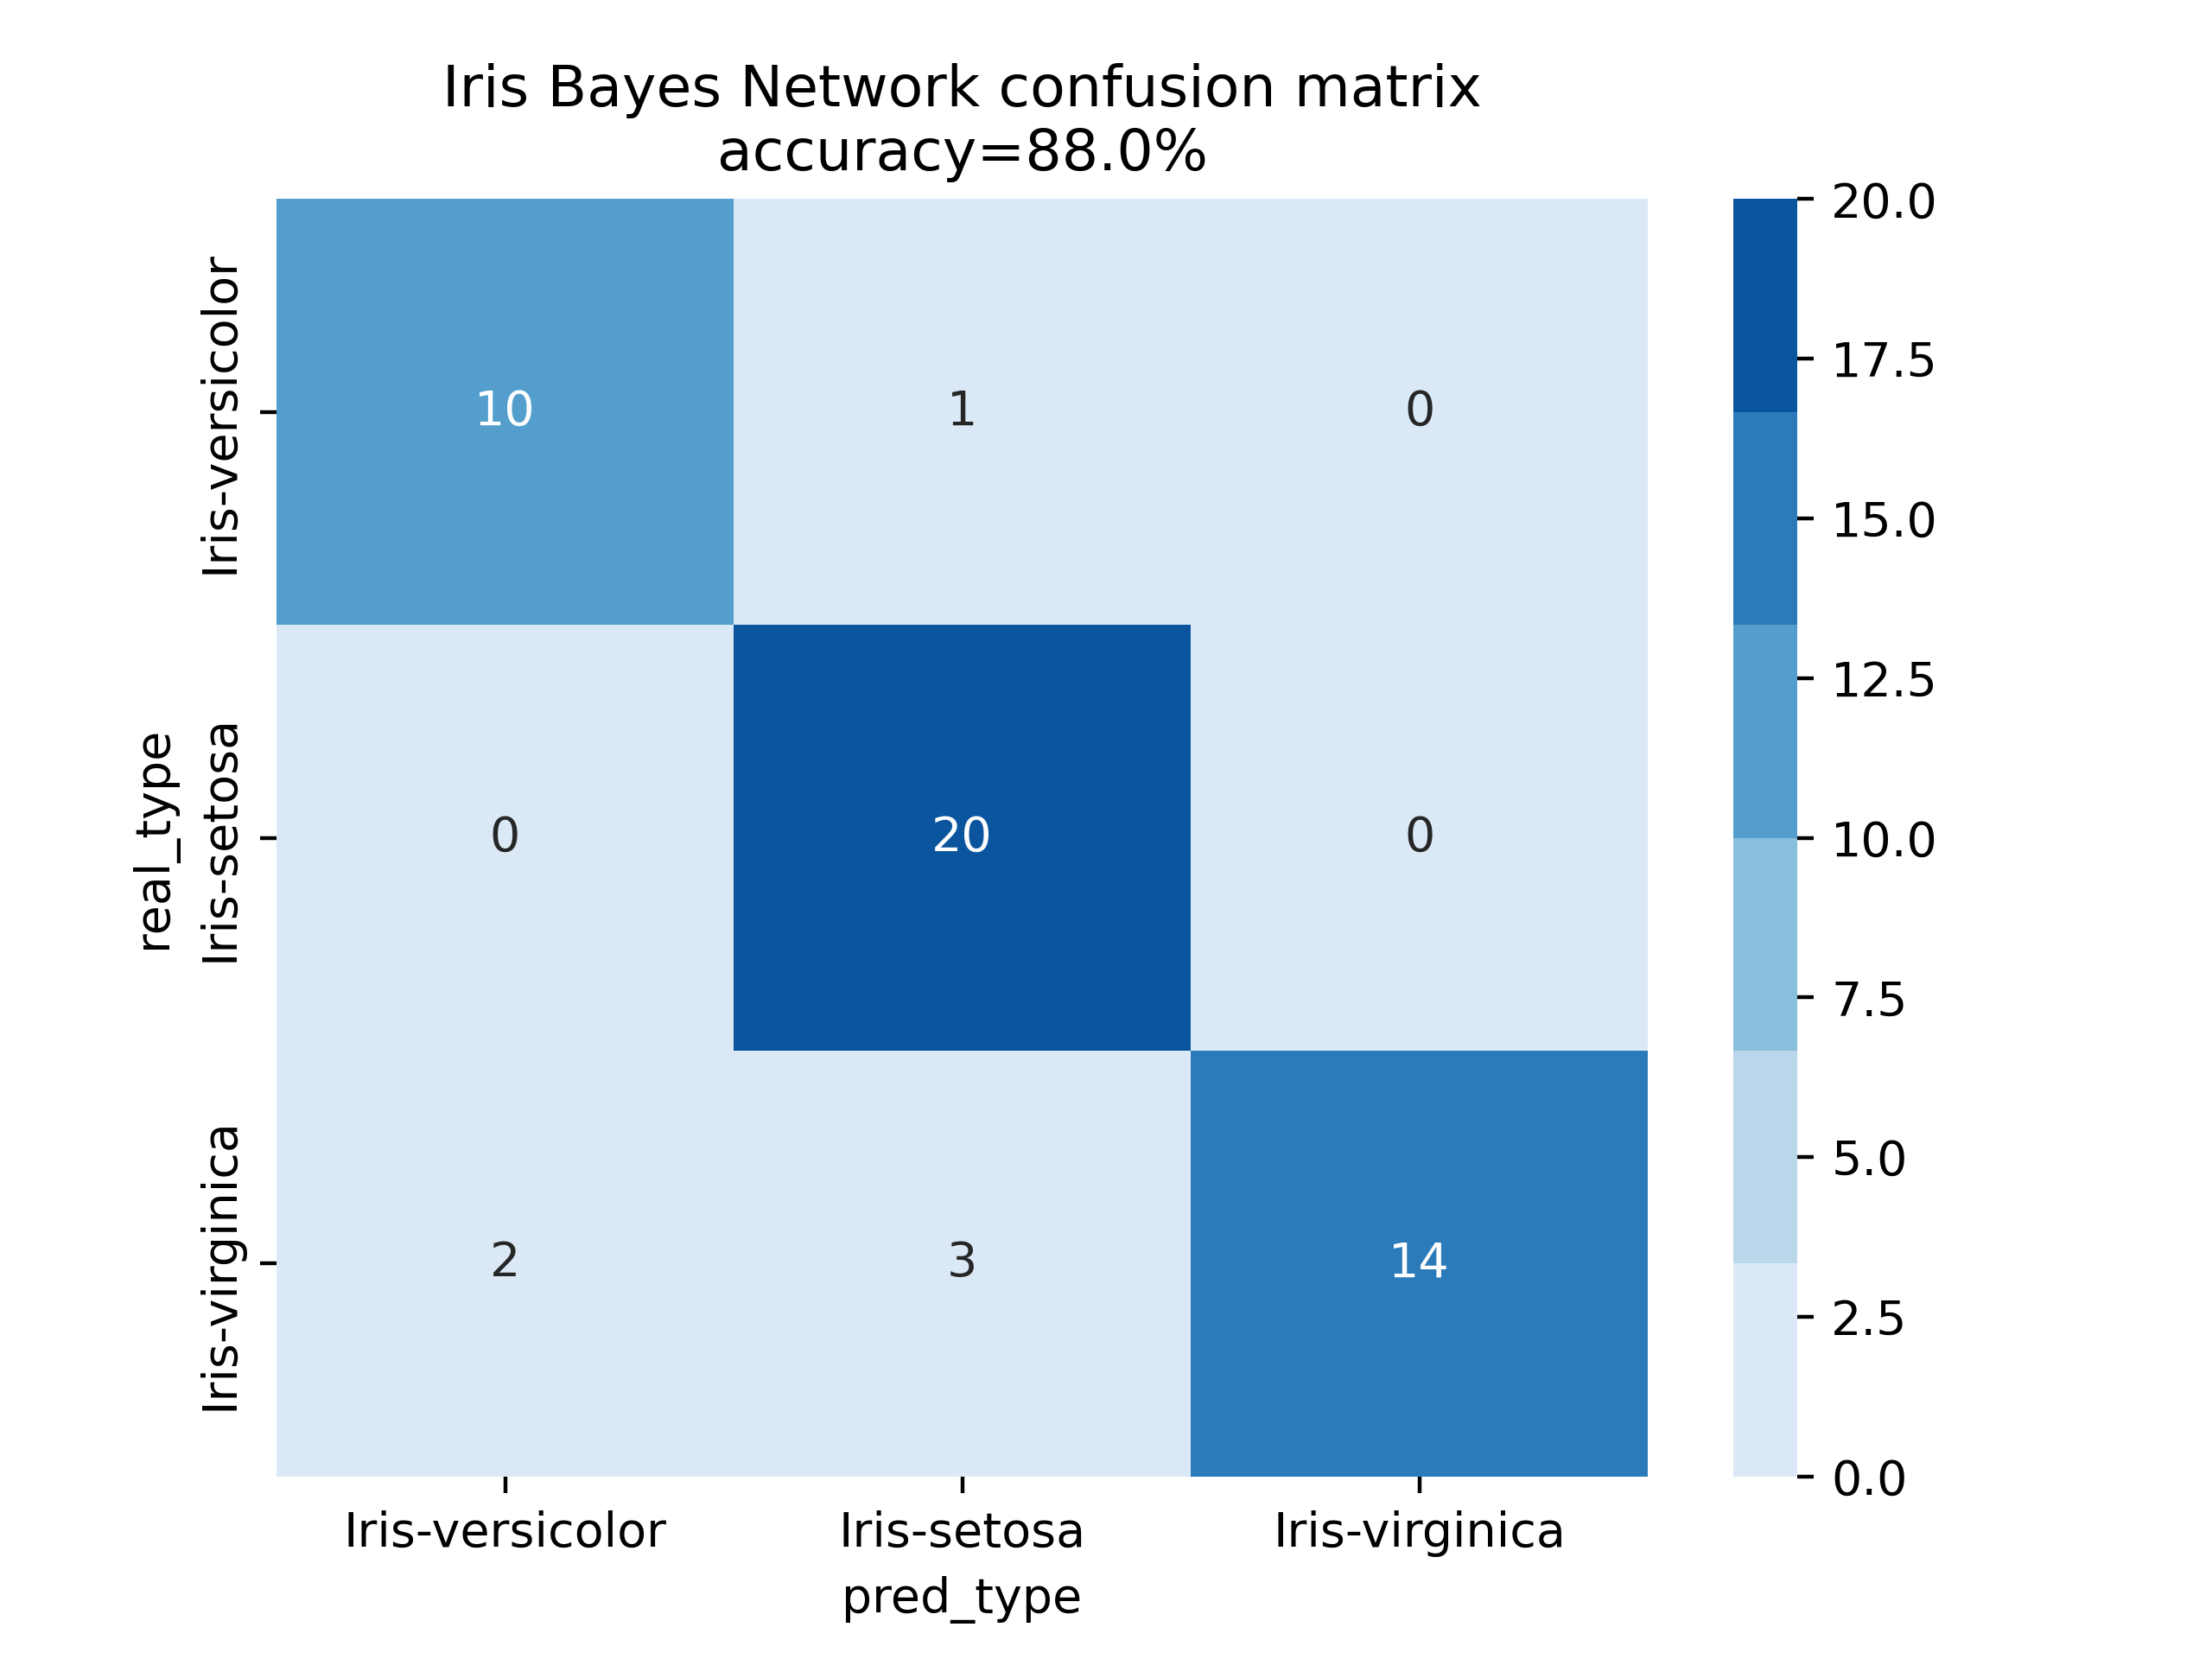 Iris Bayes Network confusion matrix
accuracy=88.0%
real_type
Iris-versicolor
10 1 0
Iris-setosa
0 20 0
Iris-virginica
2 3 14
Iris-versicolor Iris-setosa Iris-virginica
pred_type
20.0
17.5
15.0
12.5
10.0
7.5
5.0
2.5
0.0